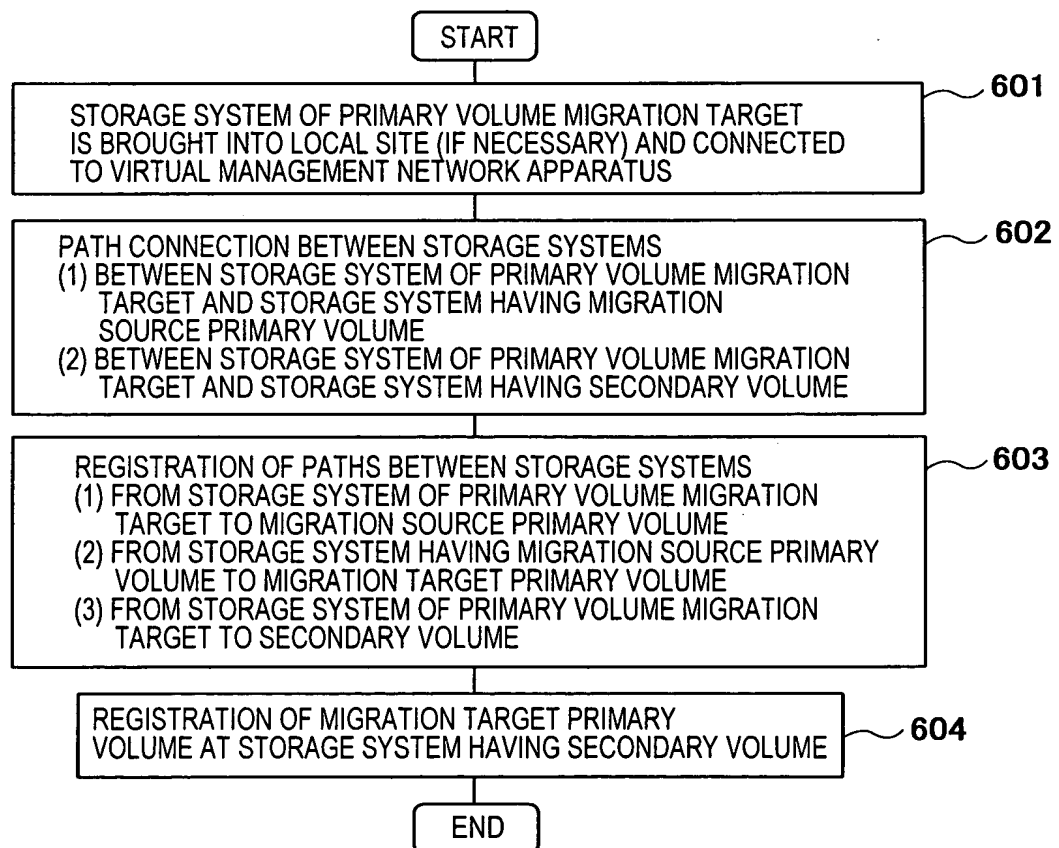 START
601
STORAGE SYSTEM OF PRIMARY VOLUME MIGRATION TARGET
IS BROUGHT INTO LOCAL SITE (IF NECESSARY) AND CONNECTED
TO VIRTUAL MANAGEMENT NETWORK APPARATUS
602
PATH CONNECTION BETWEEN STORAGE SYSTEMS
(1) BETWEEN STORAGE SYSTEM OF PRIMARY VOLUME MIGRATION
TARGET AND STORAGE SYSTEM HAVING MIGRATION
SOURCE PRIMARY VOLUME
(2) BETWEEN STORAGE SYSTEM OF PRIMARY VOLUME MIGRATION
TARGET AND STORAGE SYSTEM HAVING SECONDARY VOLUME
603
REGISTRATION OF PATHS BETWEEN STORAGE SYSTEMS
(1) FROM STORAGE SYSTEM OF PRIMARY VOLUME MIGRATION
TARGET TO MIGRATION SOURCE PRIMARY VOLUME
(2) FROM STORAGE SYSTEM HAVING MIGRATION SOURCE PRIMARY
VOLUME TO MIGRATION TARGET PRIMARY VOLUME
(3) FROM STORAGE SYSTEM OF PRIMARY VOLUME MIGRATION
TARGET TO SECONDARY VOLUME
REGISTRATION OF MIGRATION TARGET PRIMARY
VOLUME AT STORAGE SYSTEM HAVING SECONDARY VOLUME
604
END